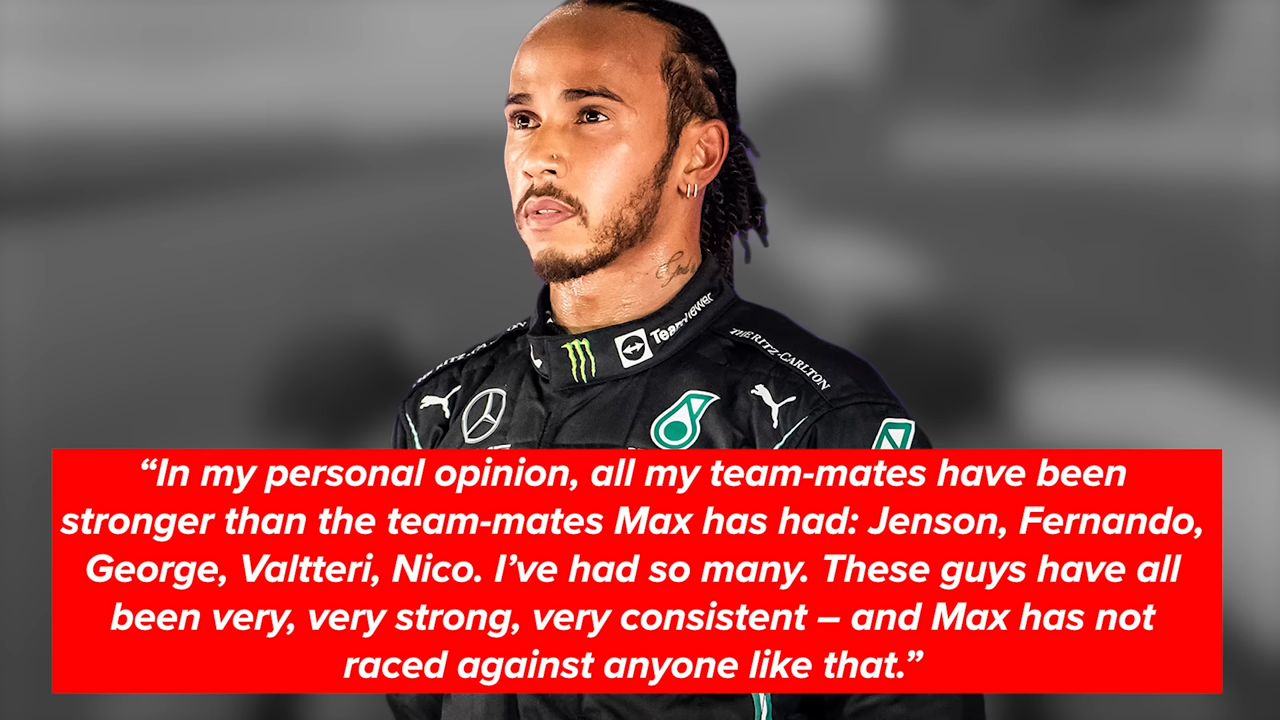 TeamViewer
THE RITZ-CARLTON
“In my personal opinion, all my team-mates have been
stronger than the team-mates Max has had: Jenson, Fernando,
George, Valtteri, Nico. I’ve had so many. These guys have all
been very, very strong, very consistent – and Max has not
raced against anyone like that.”